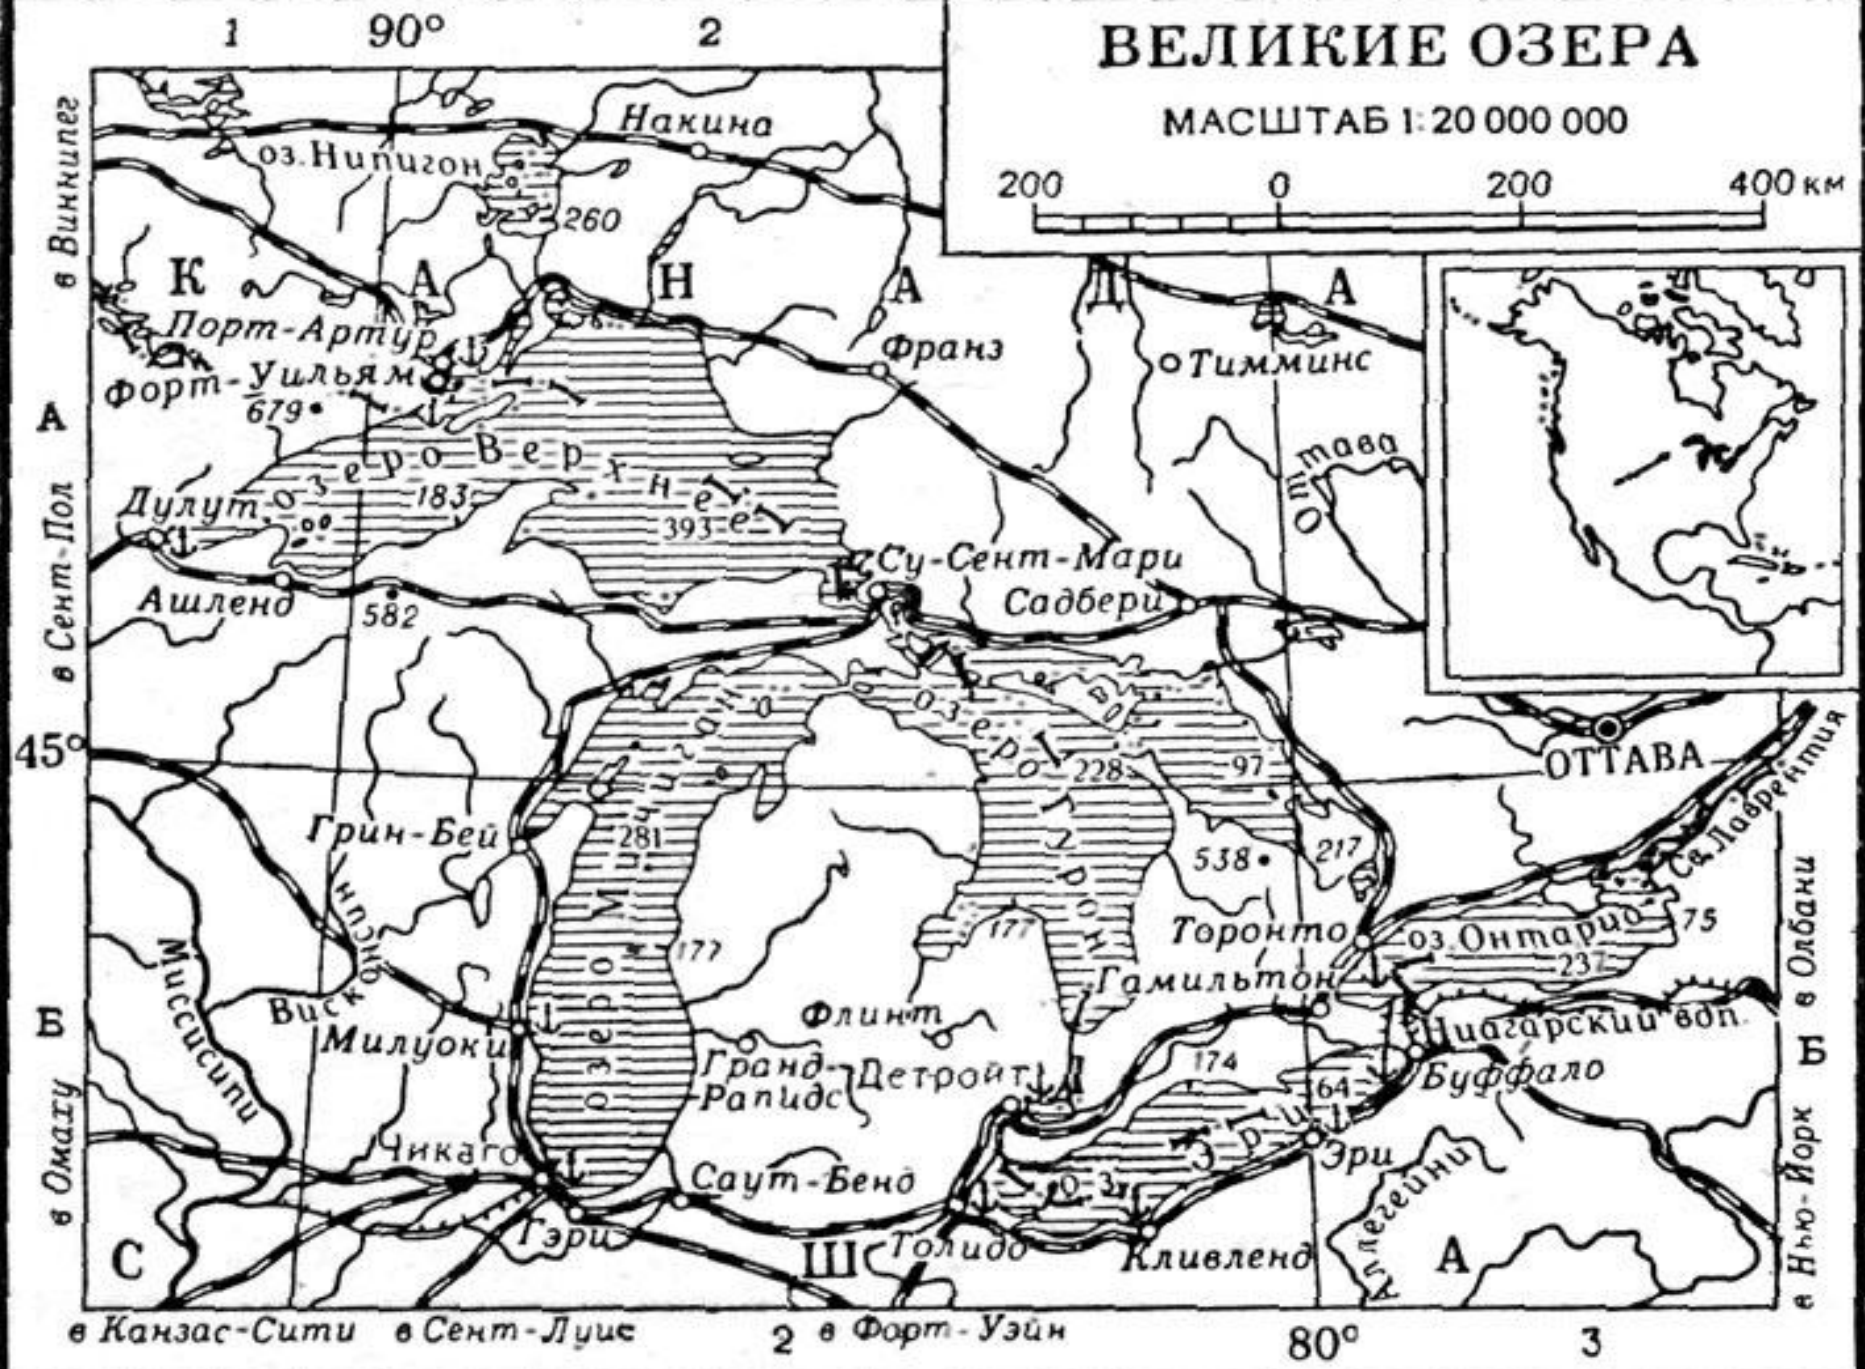 1 90° 2
ВЕЛИКИЕ ОЗЕРА
МАСШТАБ 1:20 000 000
200 0 200 400 км
в Виннипег
Накина
оз. Нипигон
260
К А Н А Д А
Порт-Артур
Форт-Уильям
679
Франз
Тимминс
А
Оттава
озеро Верхнее
183
393
Дулут
в Сент-Пол
Су-Сент-Мари
Ашленд
582
Садбери
45°
ОТТАВА
св. Лаврентия
озеро Мичиган
281
177
озеро Гурон
228
97
177
Грин-Бей
538
217
Торонто
оз. Онтарио
75
237
в Олбани
Гамильтон
Миссисипи
Висконсин
Милуоки
Флинт
Ниагарский вдп.
Б
Б
Гранд-
Рапидс
Детройт
174
64
Буффало
оз. Эри
Эри
в Омаху
Чикаго
Саут-Бенд
Гэри
Толидо
Кливленд
Аллегейни
в Нью-Йорк
С Ш А
в Канзас-Сити в Сент-Луис 2 в Форт-Уэйн 80° 3